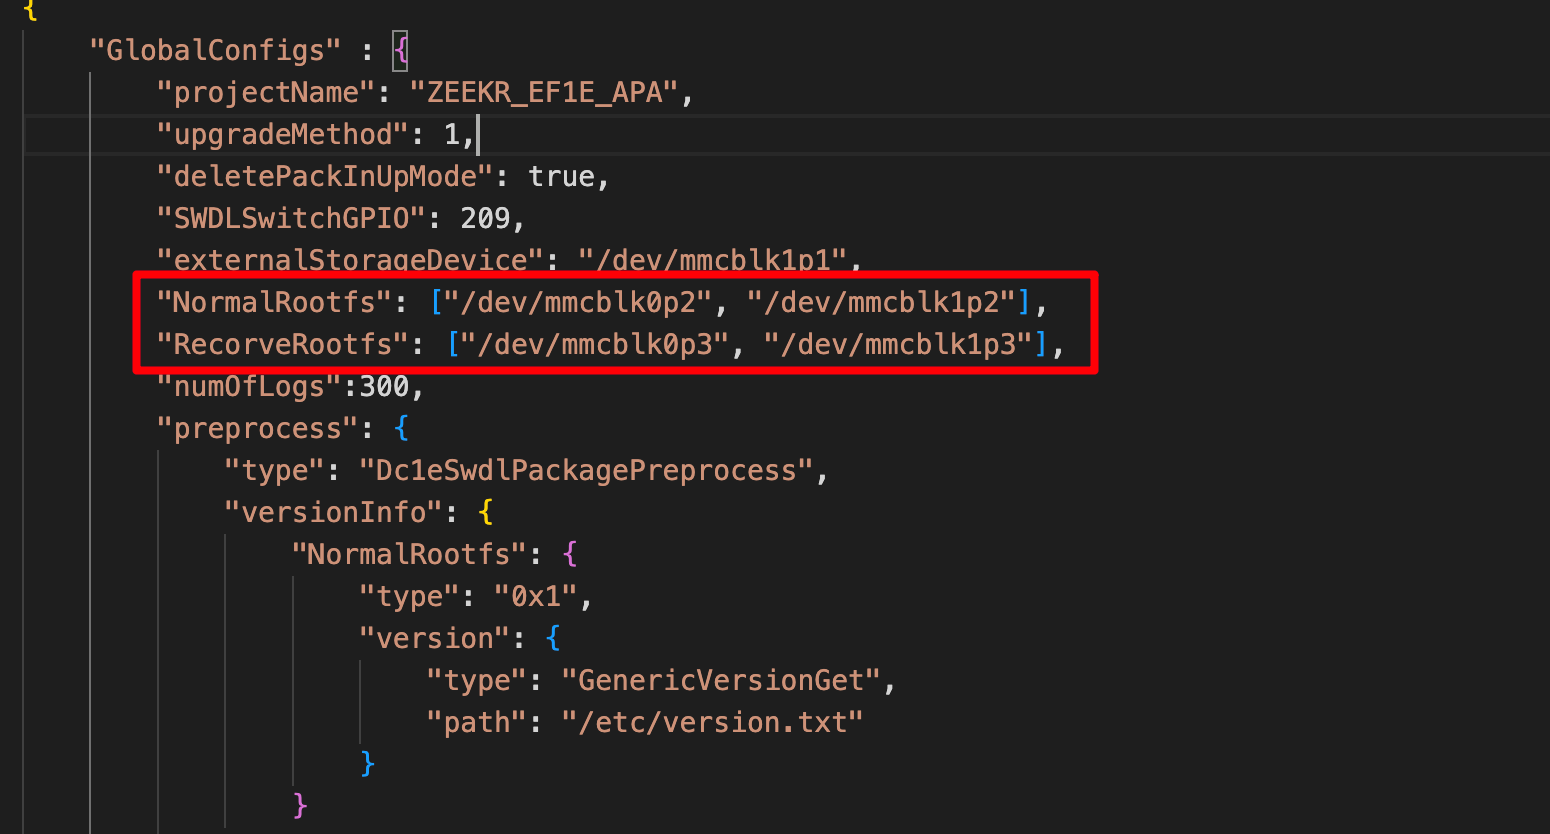 {
"GlobalConfigs" : {
"projectName": "ZEEKR_EF1E_APA",
"upgradeMethod": 1,
"deletePackInUpMode": true,
"SWDLSwitchGPIO": 209,
"externalStorageDevice": "/dev/mmcblk1p1",
"NormalRootfs": ["/dev/mmcblk0p2", "/dev/mmcblk1p2"],
"RecorveRootfs": ["/dev/mmcblk0p3", "/dev/mmcblk1p3"],
"numOfLogs":300,
"preprocess": {
"type": "Dc1eSwdlPackagePreprocess",
"versionInfo": {
"NormalRootfs": {
"type": "0x1",
"version": {
"type": "GenericVersionGet",
"path": "/etc/version.txt"
}
}